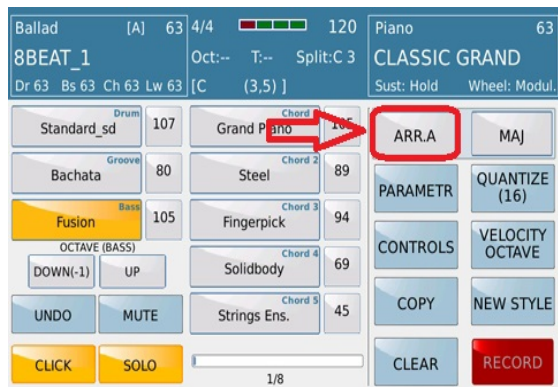 Ballad [A] 63
8BEAT_1
Dr 63 Bs 63 Ch 63 Lw 63
4/4 120
Oct:-- T:-- Split:C 3
[C (3,5) ]
Piano 63
CLASSIC GRAND
Sust: Hold Wheel: Modul.
Drum
Standard_sd 107
Groove
Bachata 80
Bass
Fusion 105
OCTAVE (BASS)
DOWN(-1) UP
UNDO MUTE
CLICK SOLO
Chord
Grand Piano 105
Chord 2
Steel 89
Chord 3
Fingerpick 94
Chord 4
Solidbody 69
Chord 5
Strings Ens. 45
1/8
ARR.A MAJ
PARAMETR QUANTIZE
(16)
CONTROLS VELOCITY
OCTAVE
COPY NEW STYLE
CLEAR RECORD